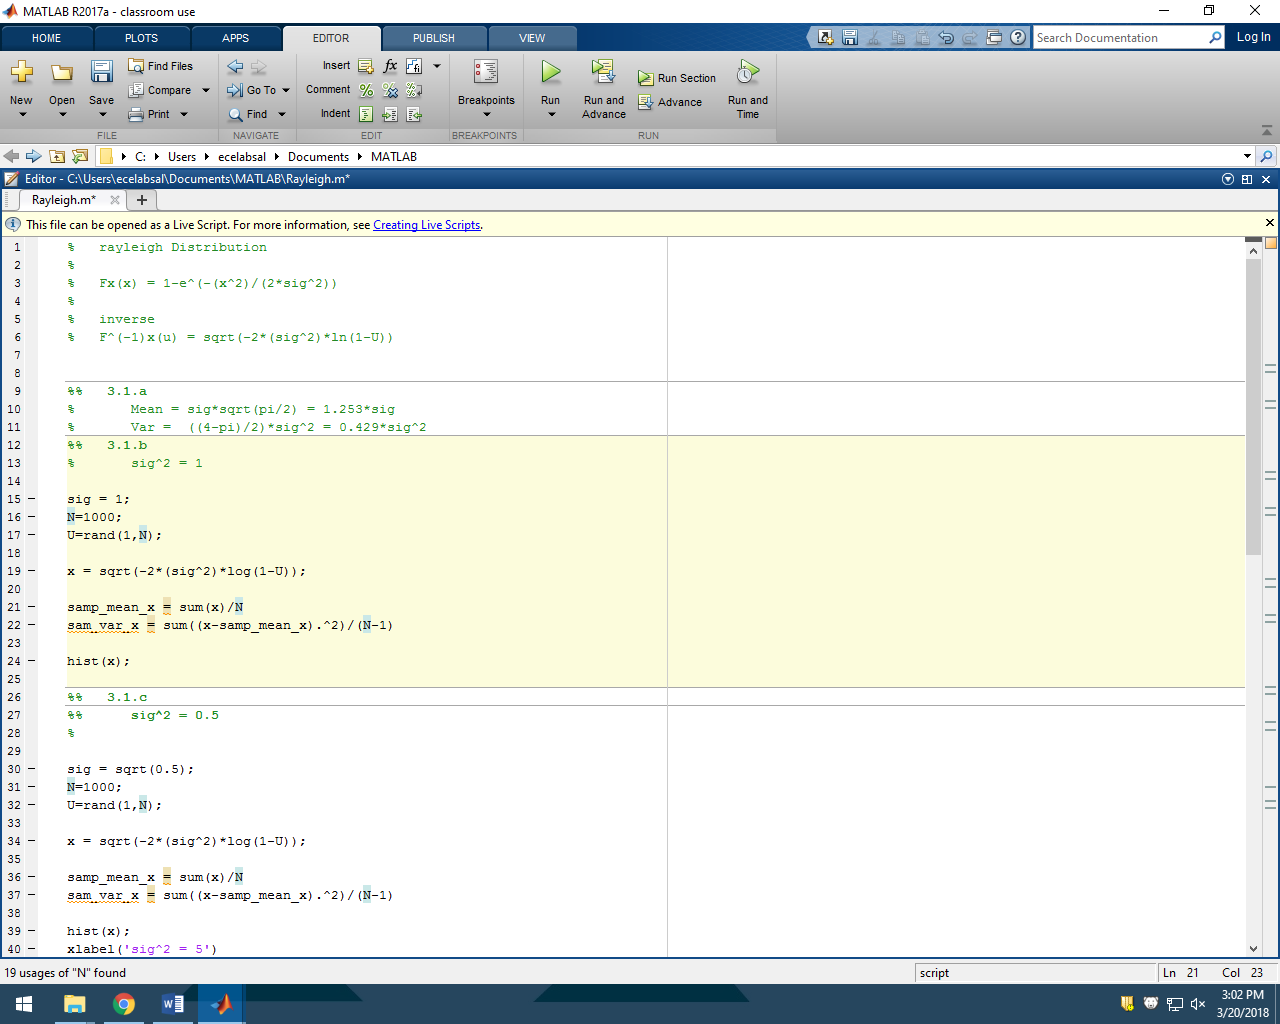 MATLAB R2017a - classroom use
HOME PLOTS APPS EDITOR PUBLISH VIEW
Search Documentation
Log In
New Open Save
Find Files
Compare
Print
Go To
Find
Insert fx
Comment
Indent
Breakpoints
Run
Run and Advance
Run Section
Advance
Run and Time
FILE NAVIGATE EDIT BREAKPOINTS RUN
C: Users ecelabsal Documents MATLAB
Editor - C:\Users\ecelabsal\Documents\MATLAB\Rayleigh.m*
Rayleigh.m* +
This file can be opened as a Live Script. For more information, see Creating Live Scripts.
1 %   rayleigh Distribution
2 %
3 %   Fx(x) = 1-e^(-(x^2)/(2*sig^2))
4 %
5 %   inverse
6 %   F^(-1)x(u) = sqrt(-2*(sig^2)*ln(1-U))
7
8
9 %%   3.1.a
10 %       Mean = sig*sqrt(pi/2) = 1.253*sig
11 %       Var =  ((4-pi)/2)*sig^2 = 0.429*sig^2
12 %%   3.1.b
13 %       sig^2 = 1
14
15 sig = 1;
16 N=1000;
17 U=rand(1,N);
18
19 x = sqrt(-2*(sig^2)*log(1-U));
20
21 samp_mean_x = sum(x)/N
22 sam_var_x = sum((x-samp_mean_x).^2)/(N-1)
23
24 hist(x);
25
26 %%   3.1.c
27 %%      sig^2 = 0.5
28 %
29
30 sig = sqrt(0.5);
31 N=1000;
32 U=rand(1,N);
33
34 x = sqrt(-2*(sig^2)*log(1-U));
35
36 samp_mean_x = sum(x)/N
37 sam_var_x = sum((x-samp_mean_x).^2)/(N-1)
38
39 hist(x);
40 xlabel('sig^2 = 5')
19 usages of "N" found
script
Ln 21 Col 23
3:02 PM
3/20/2018